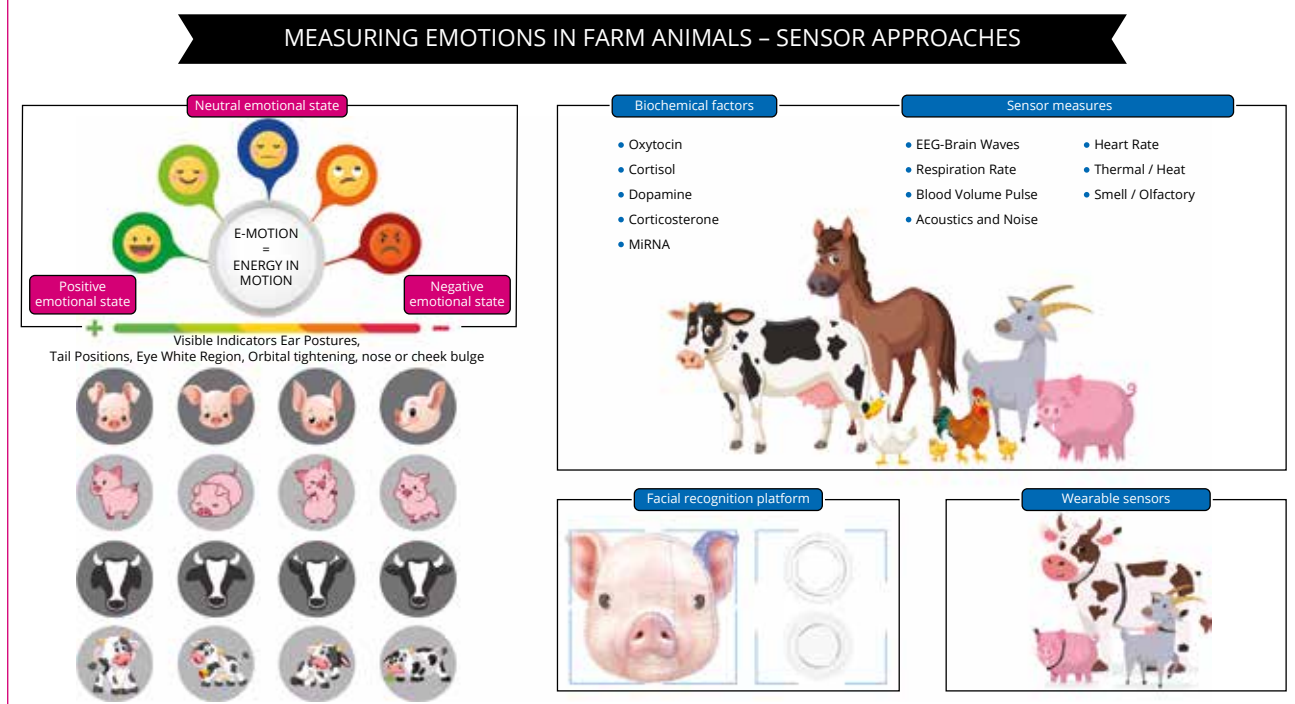 MEASURING EMOTIONS IN FARM ANIMALS – SENSOR APPROACHES
Neutral emotional state
E-MOTION
=
ENERGY IN
MOTION
Positive
emotional state
Negative
emotional state
+
–
Visible Indicators Ear Postures,
Tail Positions, Eye White Region, Orbital tightening, nose or cheek bulge
Biochemical factors
• Oxytocin
• Cortisol
• Dopamine
• Corticosterone
• MiRNA
Sensor measures
• EEG-Brain Waves
• Respiration Rate
• Blood Volume Pulse
• Acoustics and Noise
• Heart Rate
• Thermal / Heat
• Smell / Olfactory
Facial recognition platform
Wearable sensors